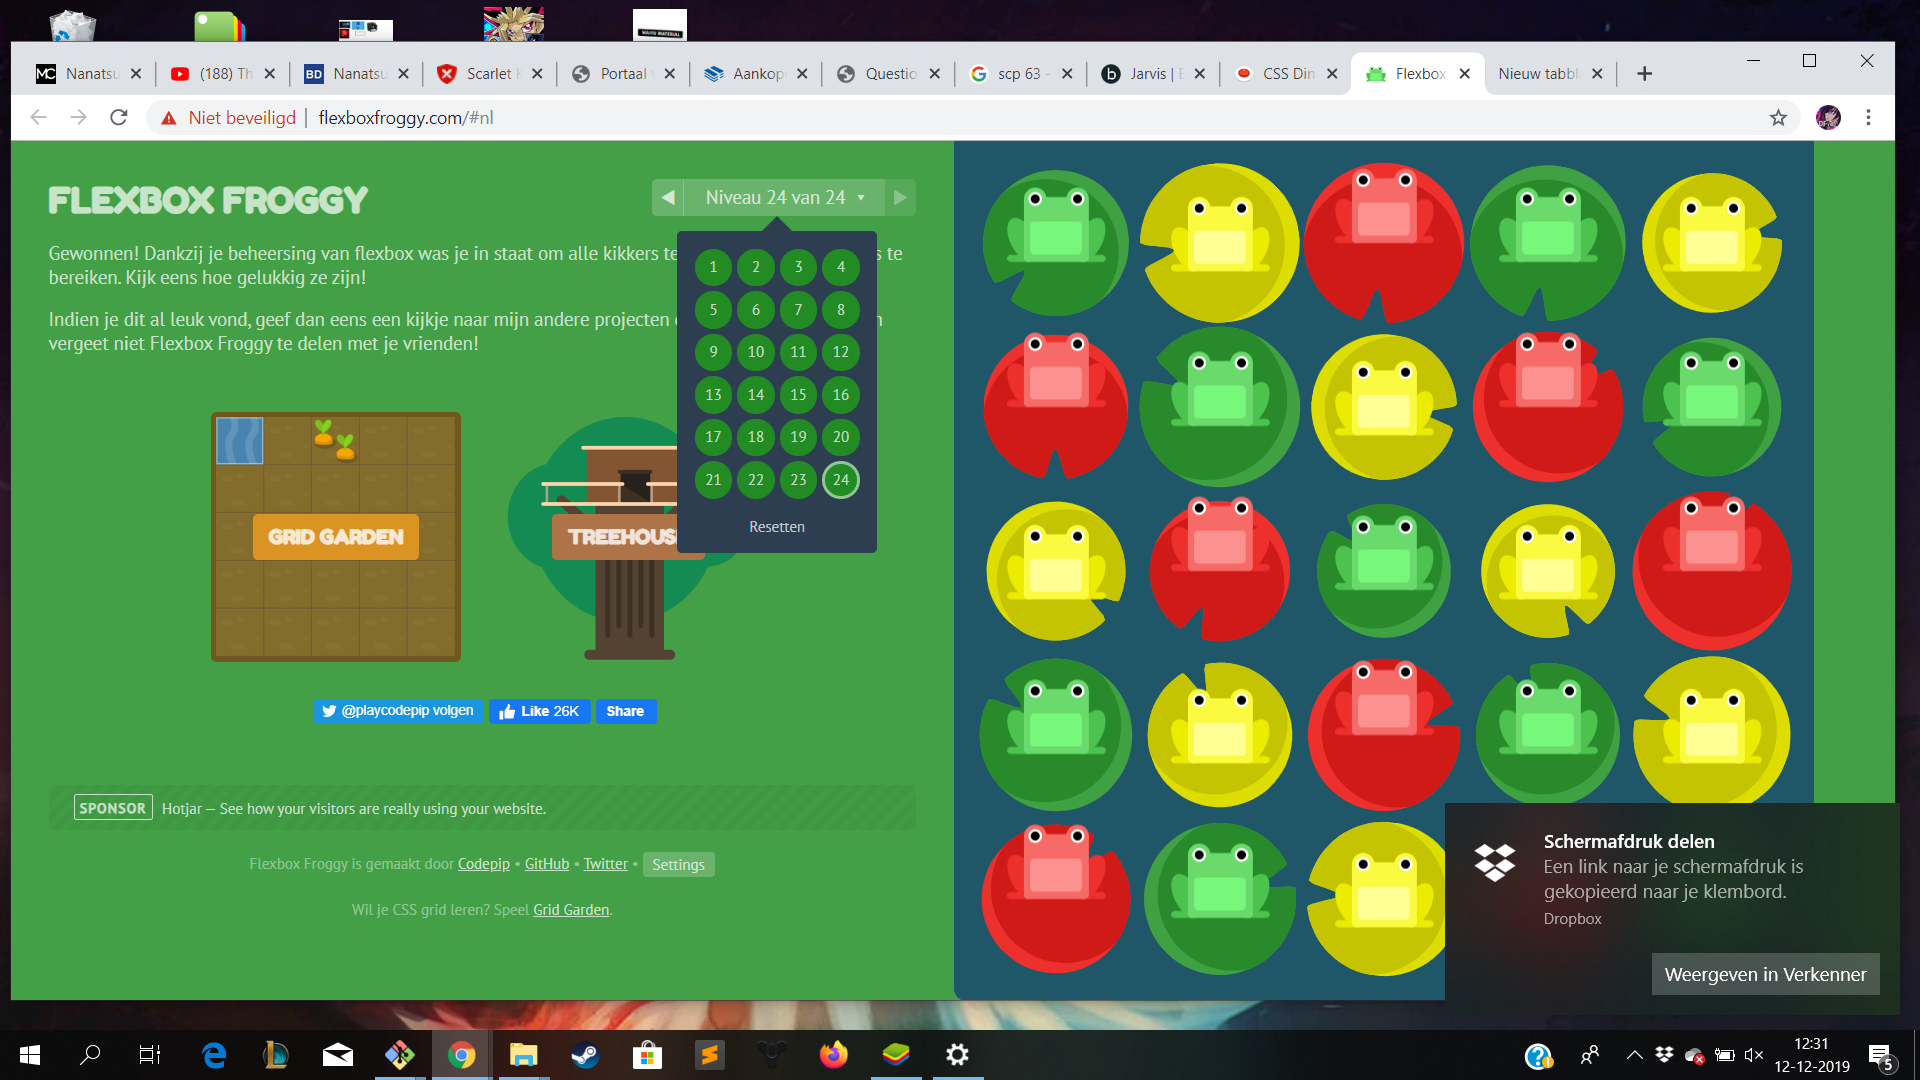 MC Nanatsu
(188) Th
BD Nanatsu
Scarlet
Portaal
Aankop
Questio
scp 63 -
b Jarvis | E
CSS Din
Flexbox
Nieuw tabbl
Niet beveiligd | flexboxfroggy.com/#nl
FLEXBOX FROGGY
Niveau 24 van 24
Gewonnen! Dankzij je beheersing van flexbox was je in staat om alle kikkers te
s te
bereiken. Kijk eens hoe gelukkig ze zijn!
Indien je dit al leuk vond, geef dan eens een kijkje naar mijn andere projecten
n
vergeet niet Flexbox Froggy te delen met je vrienden!
1 2 3 4
5 6 7 8
9 10 11 12
13 14 15 16
17 18 19 20
21 22 23 24
Resetten
GRID GARDEN
TREEHOUS
@playcodepip volgen
Like 26K
Share
SPONSOR Hotjar — See how your visitors are really using your website.
Flexbox Froggy is gemaakt door Codepip • GitHub • Twitter • Settings
Wil je CSS grid leren? Speel Grid Garden.
Schermafdruk delen
Een link naar je schermafdruk is
gekopieerd naar je klembord.
Dropbox
Weergeven in Verkenner
12:31
12-12-2019
5